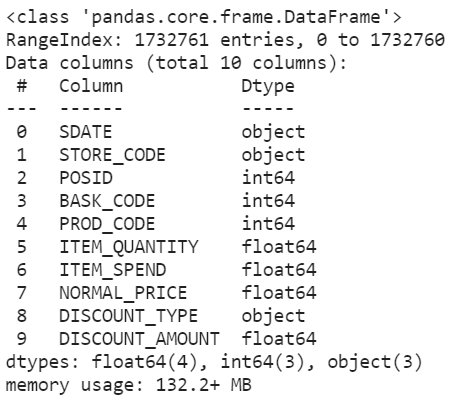 <class 'pandas.core.frame.DataFrame'>
RangeIndex: 1732761 entries, 0 to 1732760
Data columns (total 10 columns):
 #   Column           Dtype
---  ------           -----
 0   SDATE            object
 1   STORE_CODE       object
 2   POSID            int64
 3   BASK_CODE        int64
 4   PROD_CODE        int64
 5   ITEM_QUANTITY    float64
 6   ITEM_SPEND       float64
 7   NORMAL_PRICE     float64
 8   DISCOUNT_TYPE    object
 9   DISCOUNT_AMOUNT  float64
dtypes: float64(4), int64(3), object(3)
memory usage: 132.2+ MB